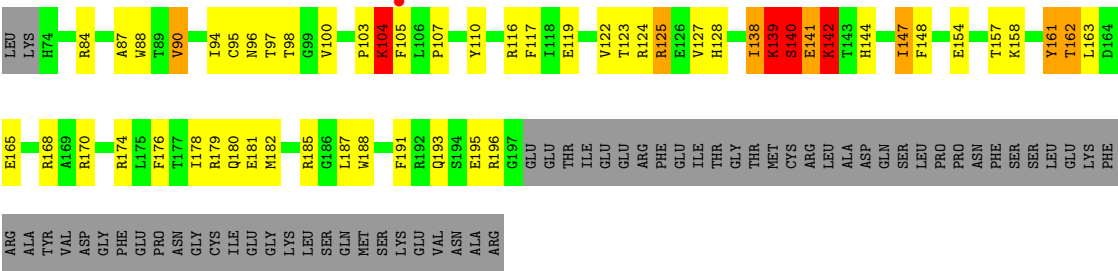 LEU LYS H74 R84 A87 W88 T89 V90 I94 C95 N96 T97 T98 G99 V100 P103 K104 F105 L106 P107 Y110 R116 F117 I118 E119 V122 T123 R124 R125 E126 V127 H128 I138 K139 S140 E141 K142 T143 H144 I147 F148 E154 T157 K158 Y161 T162 L163 D164
E165 R168 A169 R170 R174 L175 F176 T177 I178 R179 Q180 E181 M182 R185 G186 L187 W188 F191 R192 Q193 S194 E195 R196 G197 GLU GLU THR ILE GLU GLU ARG PHE GLU ILE THR GLY THR MET CYS ARG LEU ALA ASP GLN SER LEU PRO PRO ASN PHE SER SER LEU GLU LYS PHE
ARG ALA TYR VAL ASP GLY PHE GLU PRO ASN GLY CYS ILE GLU GLY LYS LEU SER GLN MET SER LYS GLU VAL ASN ALA ARG